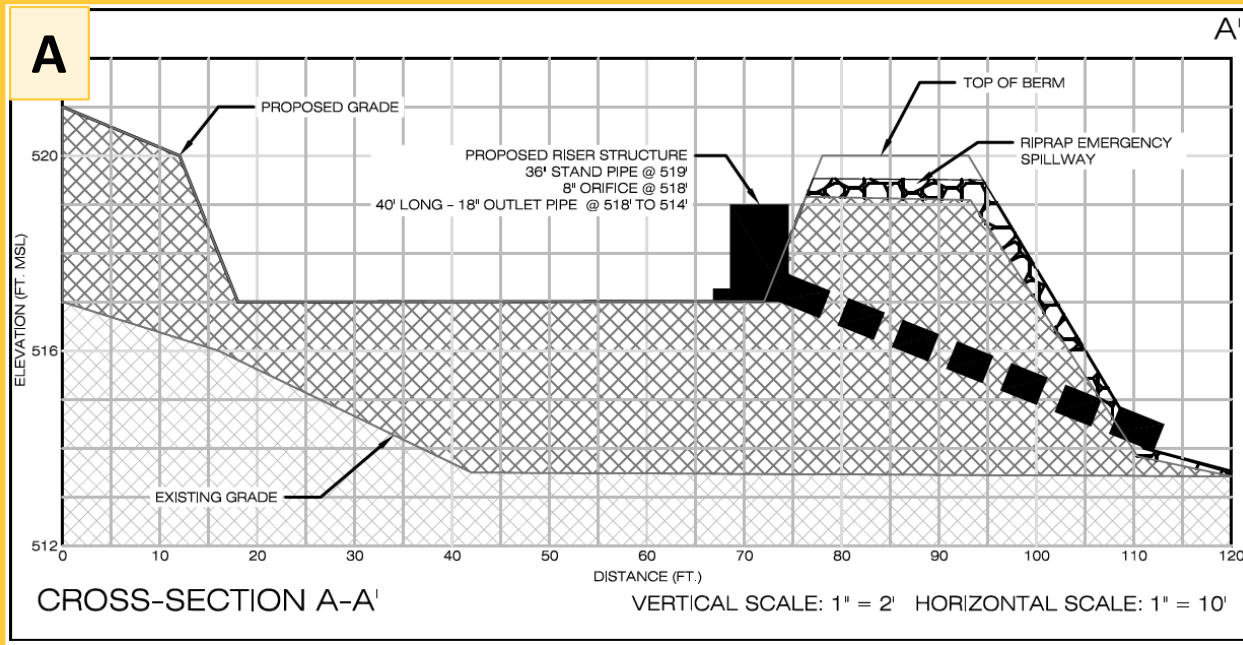 A
A'
PROPOSED GRADE
TOP OF BERM
RIPRAP EMERGENCY
SPILLWAY
PROPOSED RISER STRUCTURE
36" STAND PIPE @ 519'
8" ORIFICE @ 518'
40' LONG - 18" OUTLET PIPE @ 518' TO 514'
ELEVATION (FT. MSL)
520
516
512
EXISTING GRADE
0 10 20 30 40 50 60 70 80 90 100 110 120
DISTANCE (FT.)
CROSS-SECTION A-A'
VERTICAL SCALE: 1" = 2' HORIZONTAL SCALE: 1" = 10'